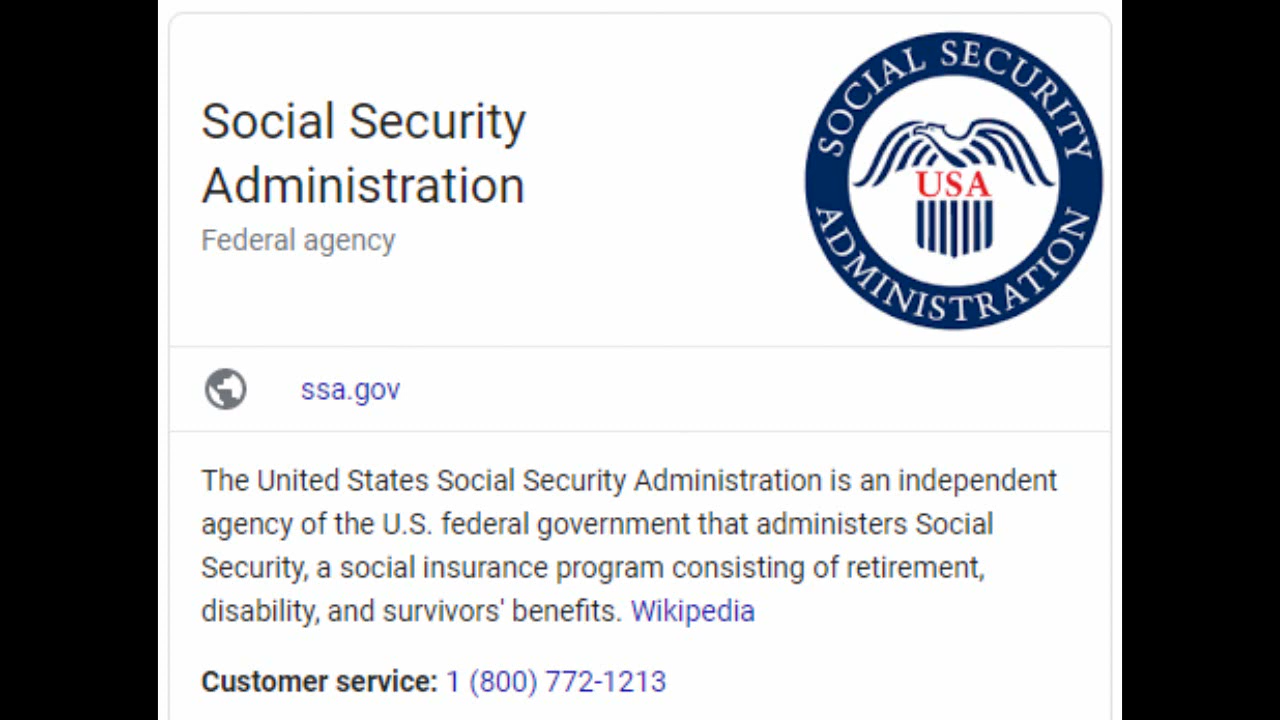 Social Security
Administration
Federal agency
SOCIAL SECURITY
USA
ADMINISTRATION
ssa.gov
The United States Social Security Administration is an independent
agency of the U.S. federal government that administers Social
Security, a social insurance program consisting of retirement,
disability, and survivors' benefits. Wikipedia
Customer service: 1 (800) 772-1213